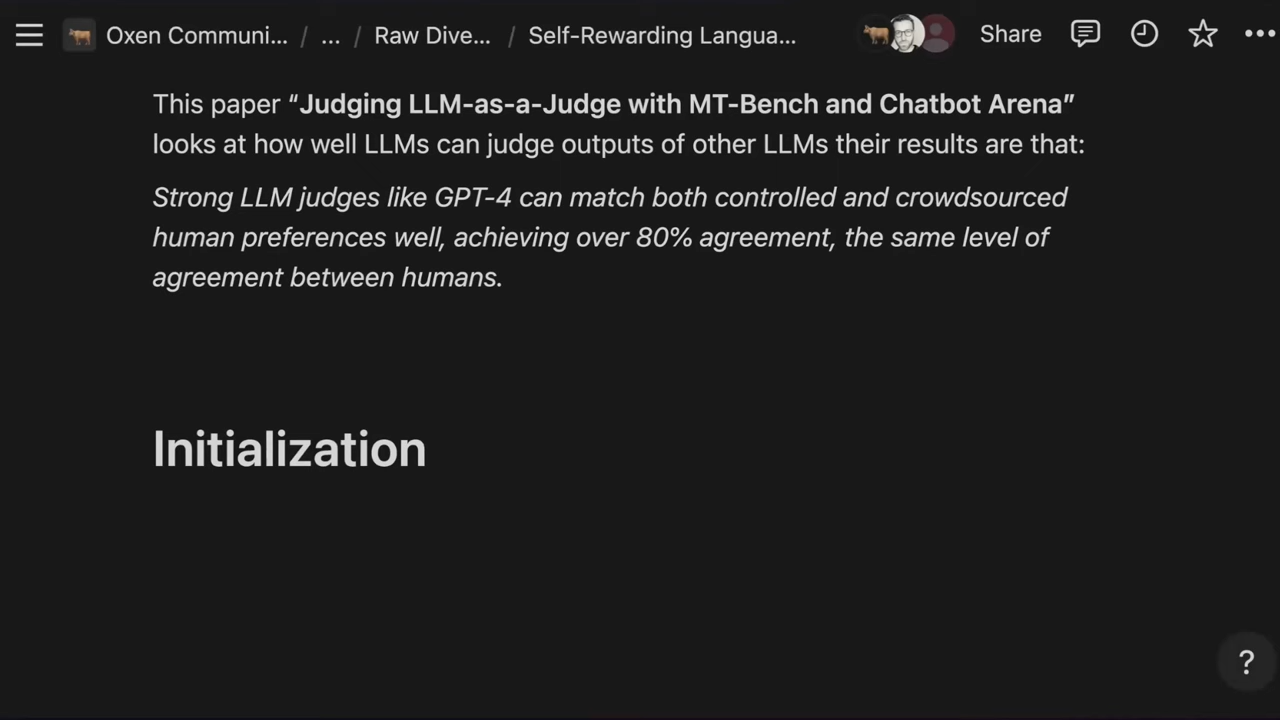 Oxen Communi... / ... / Raw Dive... / Self-Rewarding Langua... Share
This paper “Judging LLM-as-a-Judge with MT-Bench and Chatbot Arena”
looks at how well LLMs can judge outputs of other LLMs their results are that:
Strong LLM judges like GPT-4 can match both controlled and crowdsourced
human preferences well, achieving over 80% agreement, the same level of
agreement between humans.
Initialization
?